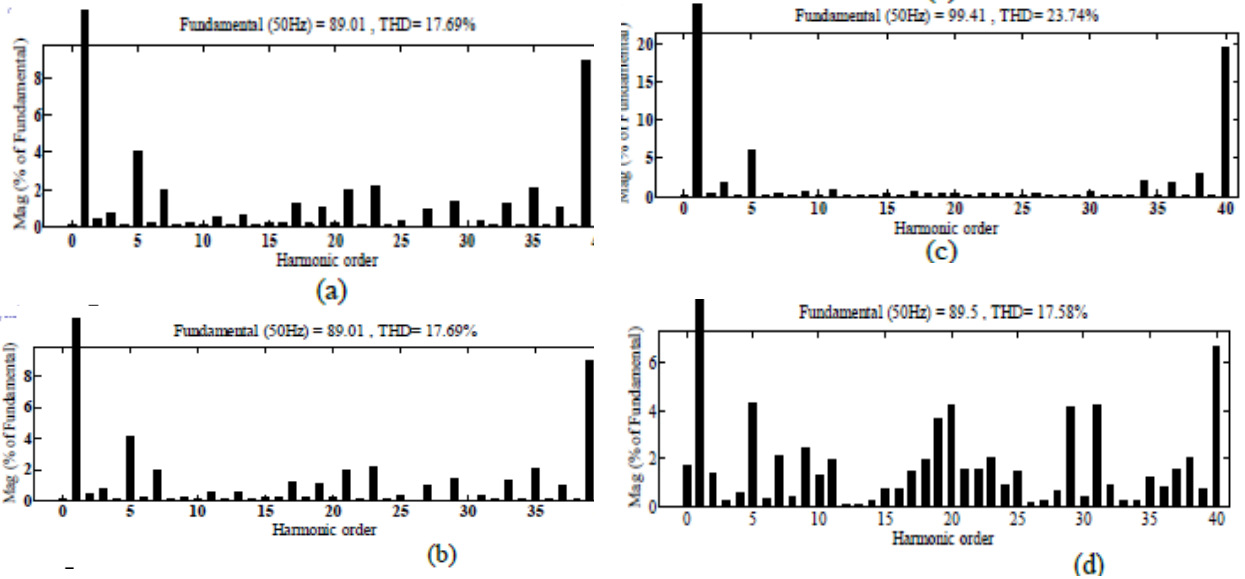 Fundamental (50Hz) = 89.01 , THD= 17.69%
Mag (% of Fundamental)
8
6
4
2
0
0 5 10 15 20 25 30 35
Harmonic order
(a)
Fundamental (50Hz) = 89.01 , THD= 17.69%
Mag (% of Fundamental)
8
6
4
2
0
0 5 10 15 20 25 30 35
Harmonic order
(b)
Fundamental (50Hz) = 99.41 , THD= 23.74%
Mag (% of Fundamental)
20
15
10
5
0
0 5 10 15 20 25 30 35 40
Harmonic order
(c)
Fundamental (50Hz) = 89.5 , THD= 17.58%
Mag (% of Fundamental)
6
4
2
0
0 5 10 15 20 25 30 35 40
Harmonic order
(d)